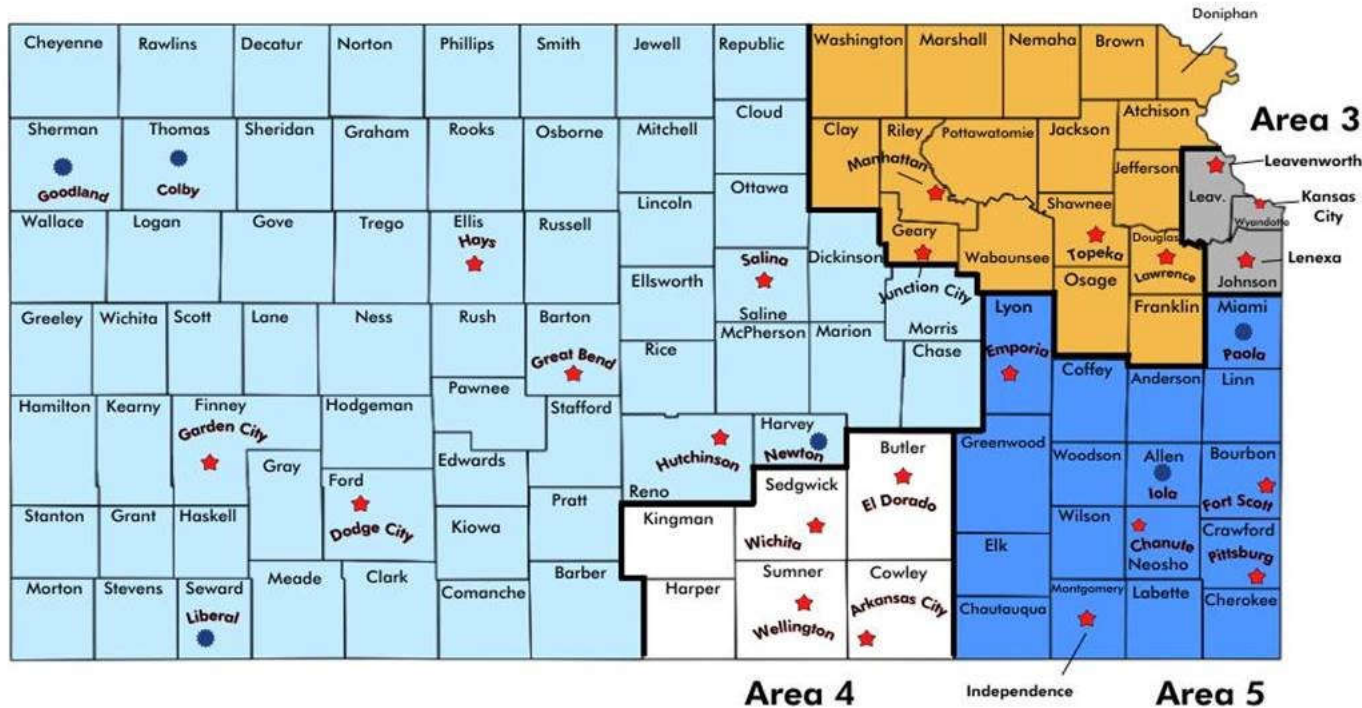 Doniphan
Cheyenne
Rawlins
Decatur
Norton
Phillips
Smith
Jewell
Republic
Washington
Marshall
Nemaha
Brown
Area 3
Cloud
Atchison
Sherman
Thomas
Sheridan
Graham
Rooks
Osborne
Mitchell
Clay
Riley
Pottawatomie
Jackson
Goodland
Colby
Manhattan
Jefferson
Leavenworth
Ottawa
Lincoln
Leav.
Kansas
City
Shawnee
Wyandotte
Wallace
Logan
Gove
Trego
Ellis
Hays
Russell
Geary
Douglas
Topeka
Salina
Dickinson
Wabaunsee
Lawrence
Lenexa
Ellsworth
Junction City
Osage
Johnson
Saline
Greeley
Wichita
Scott
Lane
Ness
Rush
Barton
McPherson
Marion
Morris
Lyon
Franklin
Miami
Great Bend
Rice
Chase
Emporia
Paola
Coffey
Anderson
Linn
Pawnee
Hamilton
Kearny
Finney
Hodgeman
Stafford
Garden City
Harvey
Newton
Greenwood
Butler
Woodson
Allen
Bourbon
Gray
Edwards
Hutchinson
Ford
Sedgwick
Iola
Reno
El Dorado
Fort Scott
Pratt
Stanton
Grant
Haskell
Dodge City
Kiowa
Kingman
Wilson
Crawford
Wichita
Elk
Chanute
Pittsburg
Neosho
Meade
Clark
Barber
Sumner
Cowley
Morton
Stevens
Seward
Comanche
Harper
Arkansas City
Chautauqua
Montgomery
Labette
Cherokee
Liberal
Wellington
Area 4
Independence
Area 5